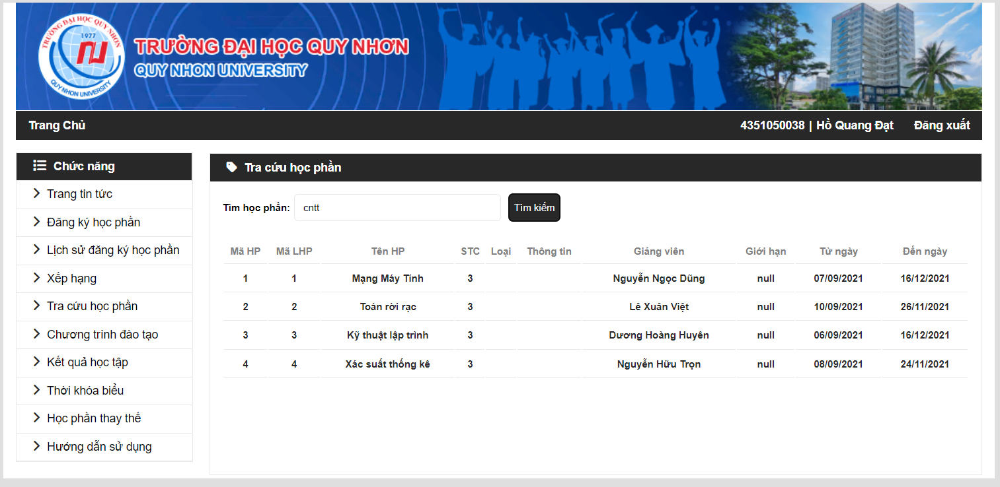 TRƯỜNG ĐẠI HỌC QUY NHƠN
1977
QUY NHON UNIVERSITY
TRƯỜNG ĐẠI HỌC QUY NHƠN
QUY NHON UNIVERSITY
Trang Chủ 4351050038 | Hồ Quang Đạt Đăng xuất
Chức năng
Trang tin tức
Đăng ký học phần
Lịch sử đăng ký học phần
Xếp hạng
Tra cứu học phần
Chương trình đào tạo
Kết quả học tập
Thời khóa biểu
Học phần thay thế
Hướng dẫn sử dụng
Tra cứu học phần
Tìm học phần: cntt Tìm kiếm
Mã HP Mã LHP Tên HP STC Loại Thông tin Giảng viên Giới hạn Từ ngày Đến ngày
1 1 Mạng Máy Tính 3 Nguyễn Ngọc Dũng null 07/09/2021 16/12/2021
2 2 Toán rời rạc 3 Lê Xuân Việt null 10/09/2021 26/11/2021
3 3 Kỹ thuật lập trình 3 Dương Hoàng Huyên null 06/09/2021 16/12/2021
4 4 Xác suất thống kê 3 Nguyễn Hữu Trọn null 08/09/2021 24/11/2021